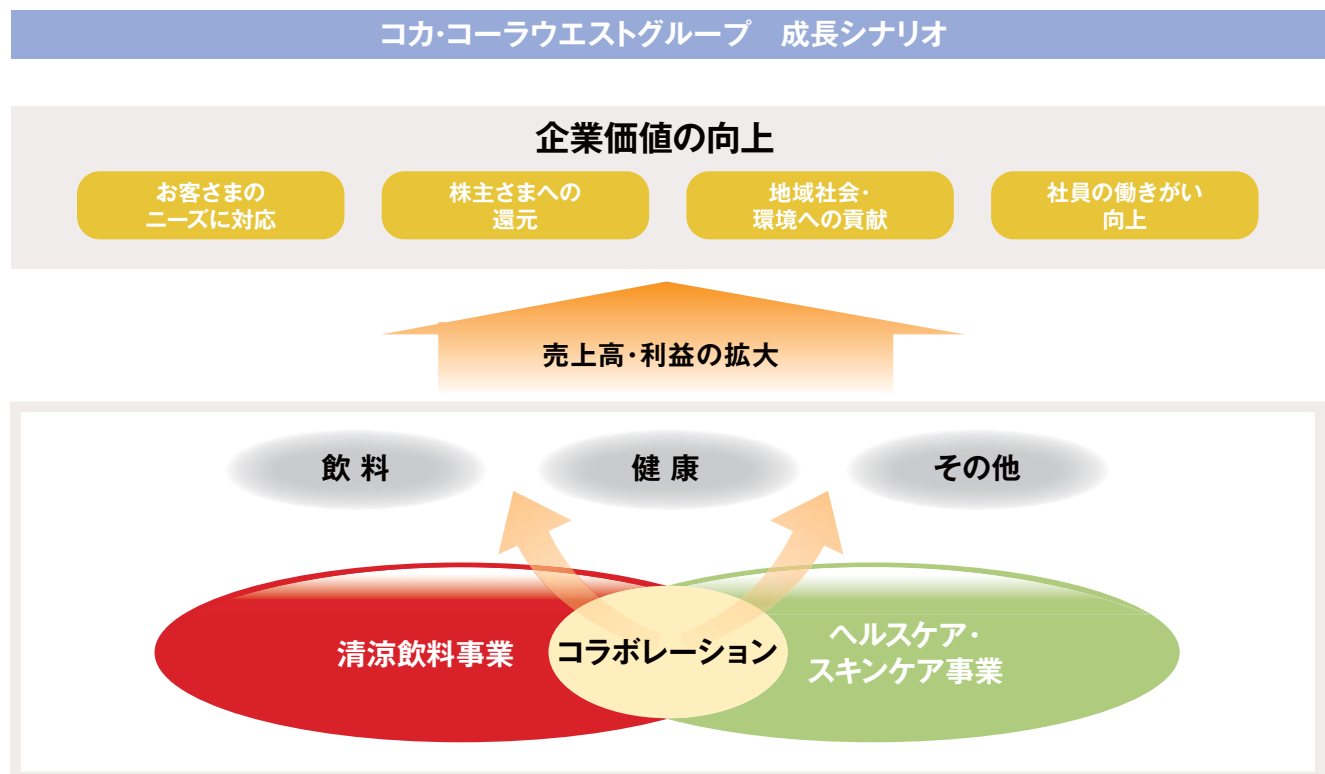 コカ・コーラウエストグループ　成長シナリオ
企業価値の向上
お客さまの
ニーズに対応
株主さまへの
還元
地域社会・
環境への貢献
社員の働きがい
向上
売上高・利益の拡大
飲 料
健 康
その他
清涼飲料事業
コラボレーション
ヘルスケア・
スキンケア事業